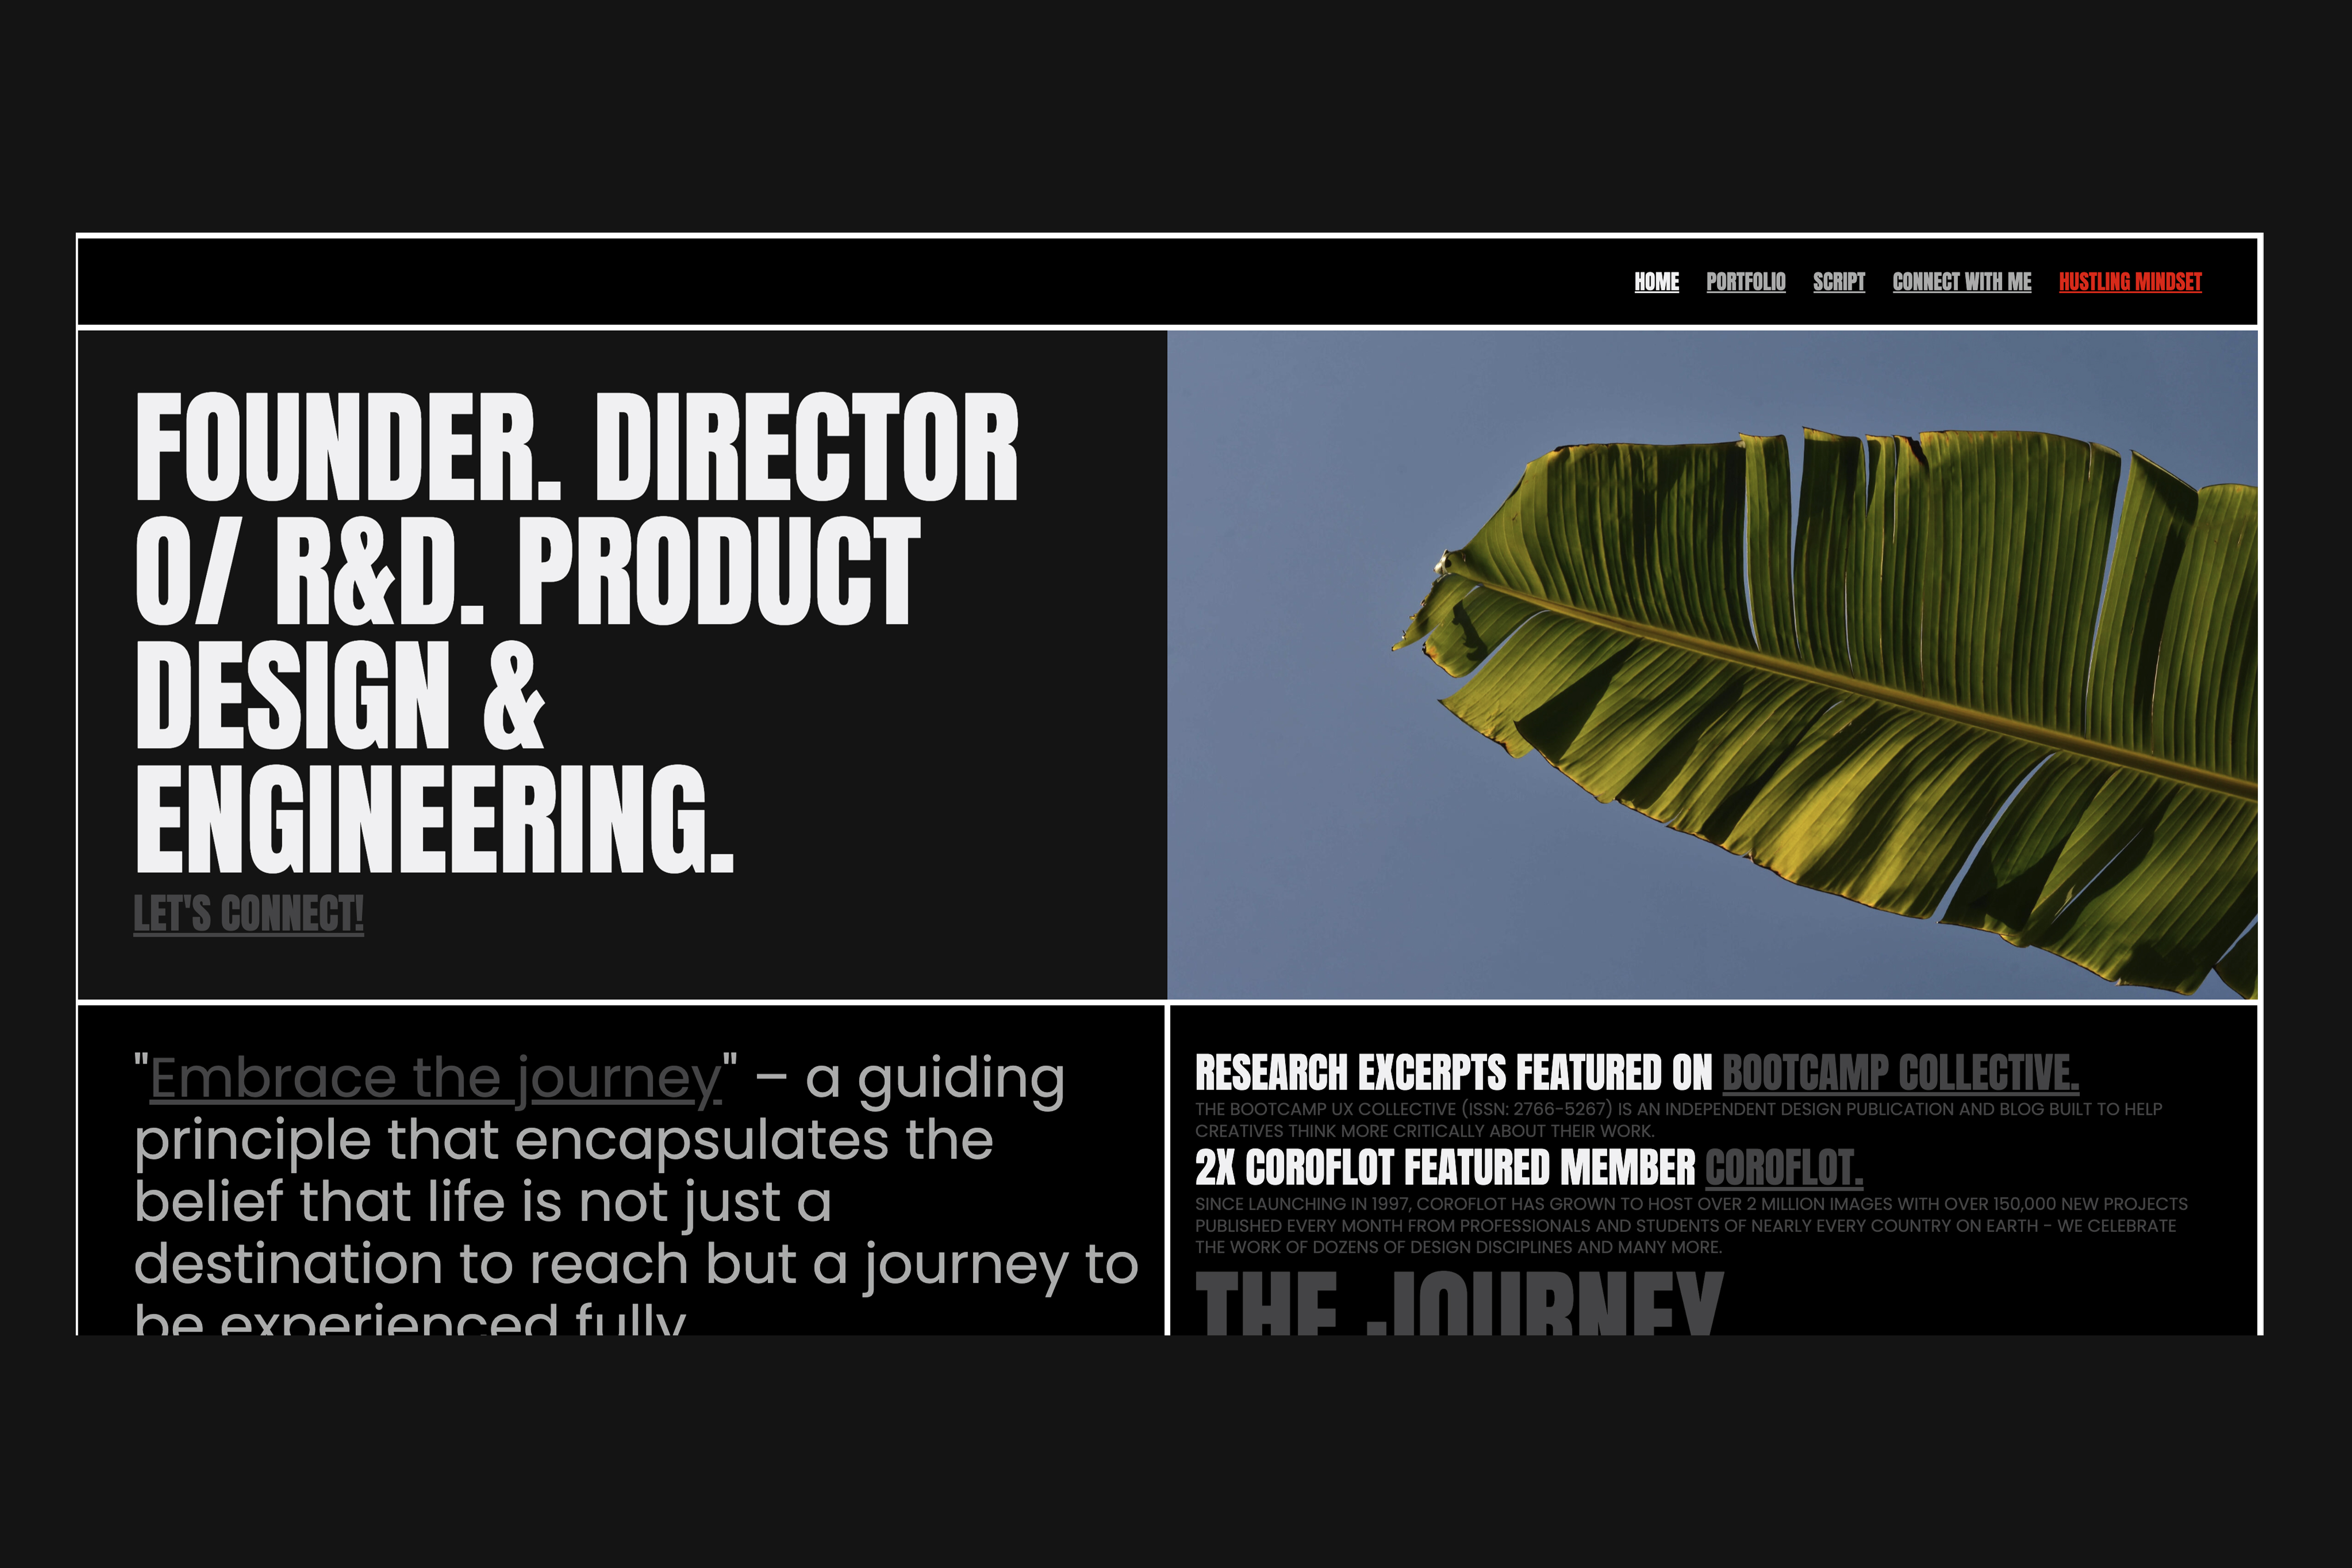 HOME PORTFOLIO SCRIPT CONNECT WITH ME HUSTLING MINDSET
FOUNDER. DIRECTOR
O/ R&D. PRODUCT
DESIGN &
ENGINEERING.
LET'S CONNECT!
"Embrace the journey." – a guiding
principle that encapsulates the
belief that life is not just a
destination to reach but a journey to
be experienced fully
RESEARCH EXCERPTS FEATURED ON BOOTCAMP COLLECTIVE.
THE BOOTCAMP UX COLLECTIVE (ISSN: 2766-5267) IS AN INDEPENDENT DESIGN PUBLICATION AND BLOG BUILT TO HELP
CREATIVES THINK MORE CRITICALLY ABOUT THEIR WORK.
2X COROFLOT FEATURED MEMBER COROFLOT.
SINCE LAUNCHING IN 1997, COROFLOT HAS GROWN TO HOST OVER 2 MILLION IMAGES WITH OVER 150,000 NEW PROJECTS
PUBLISHED EVERY MONTH FROM PROFESSIONALS AND STUDENTS OF NEARLY EVERY COUNTRY ON EARTH - WE CELEBRATE
THE WORK OF DOZENS OF DESIGN DISCIPLINES AND MANY MORE.
THE JOURNEY